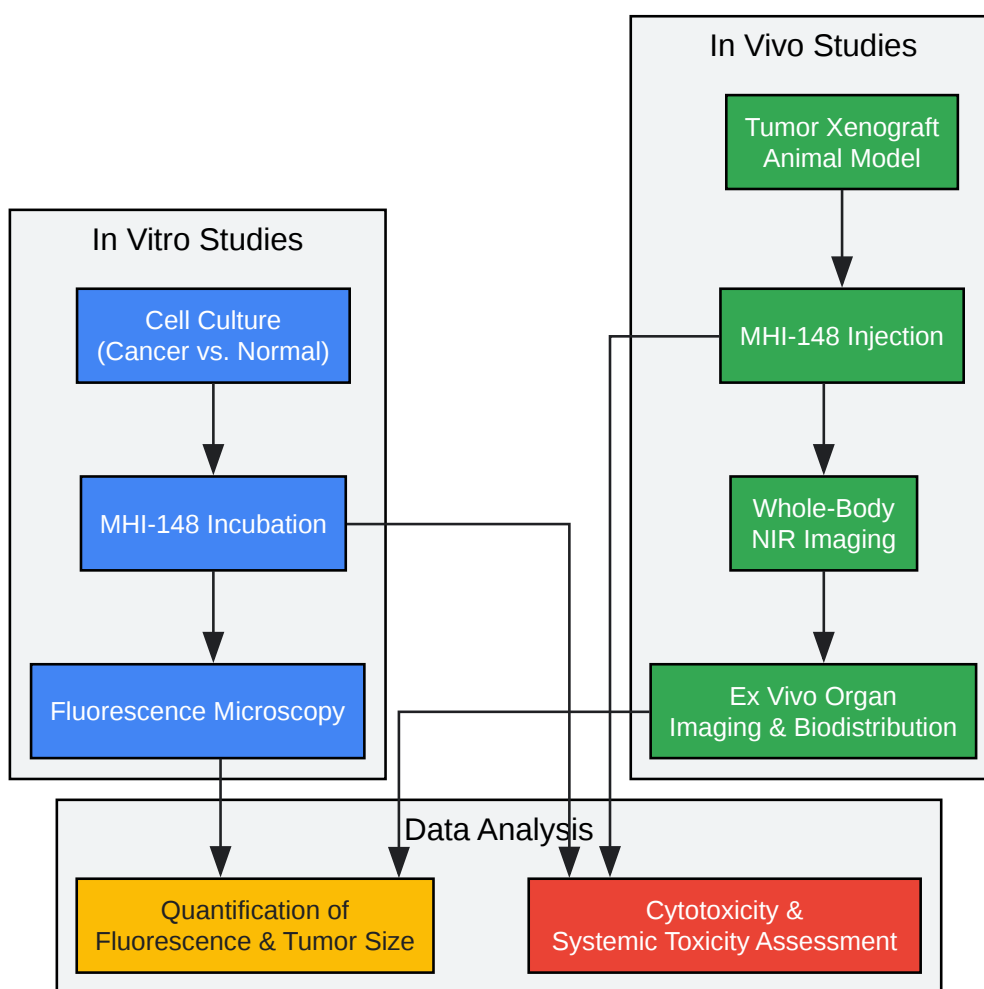 In Vivo Studies
Tumor Xenograft
Animal Model
MHI-148 Injection
Whole-Body
NIR Imaging
Ex Vivo Organ
Imaging & Biodistribution
In Vitro Studies
Cell Culture
(Cancer vs. Normal)
MHI-148 Incubation
Fluorescence Microscopy
Data Analysis
Quantification of
Fluorescence & Tumor Size
Cytotoxicity &
Systemic Toxicity Assessment